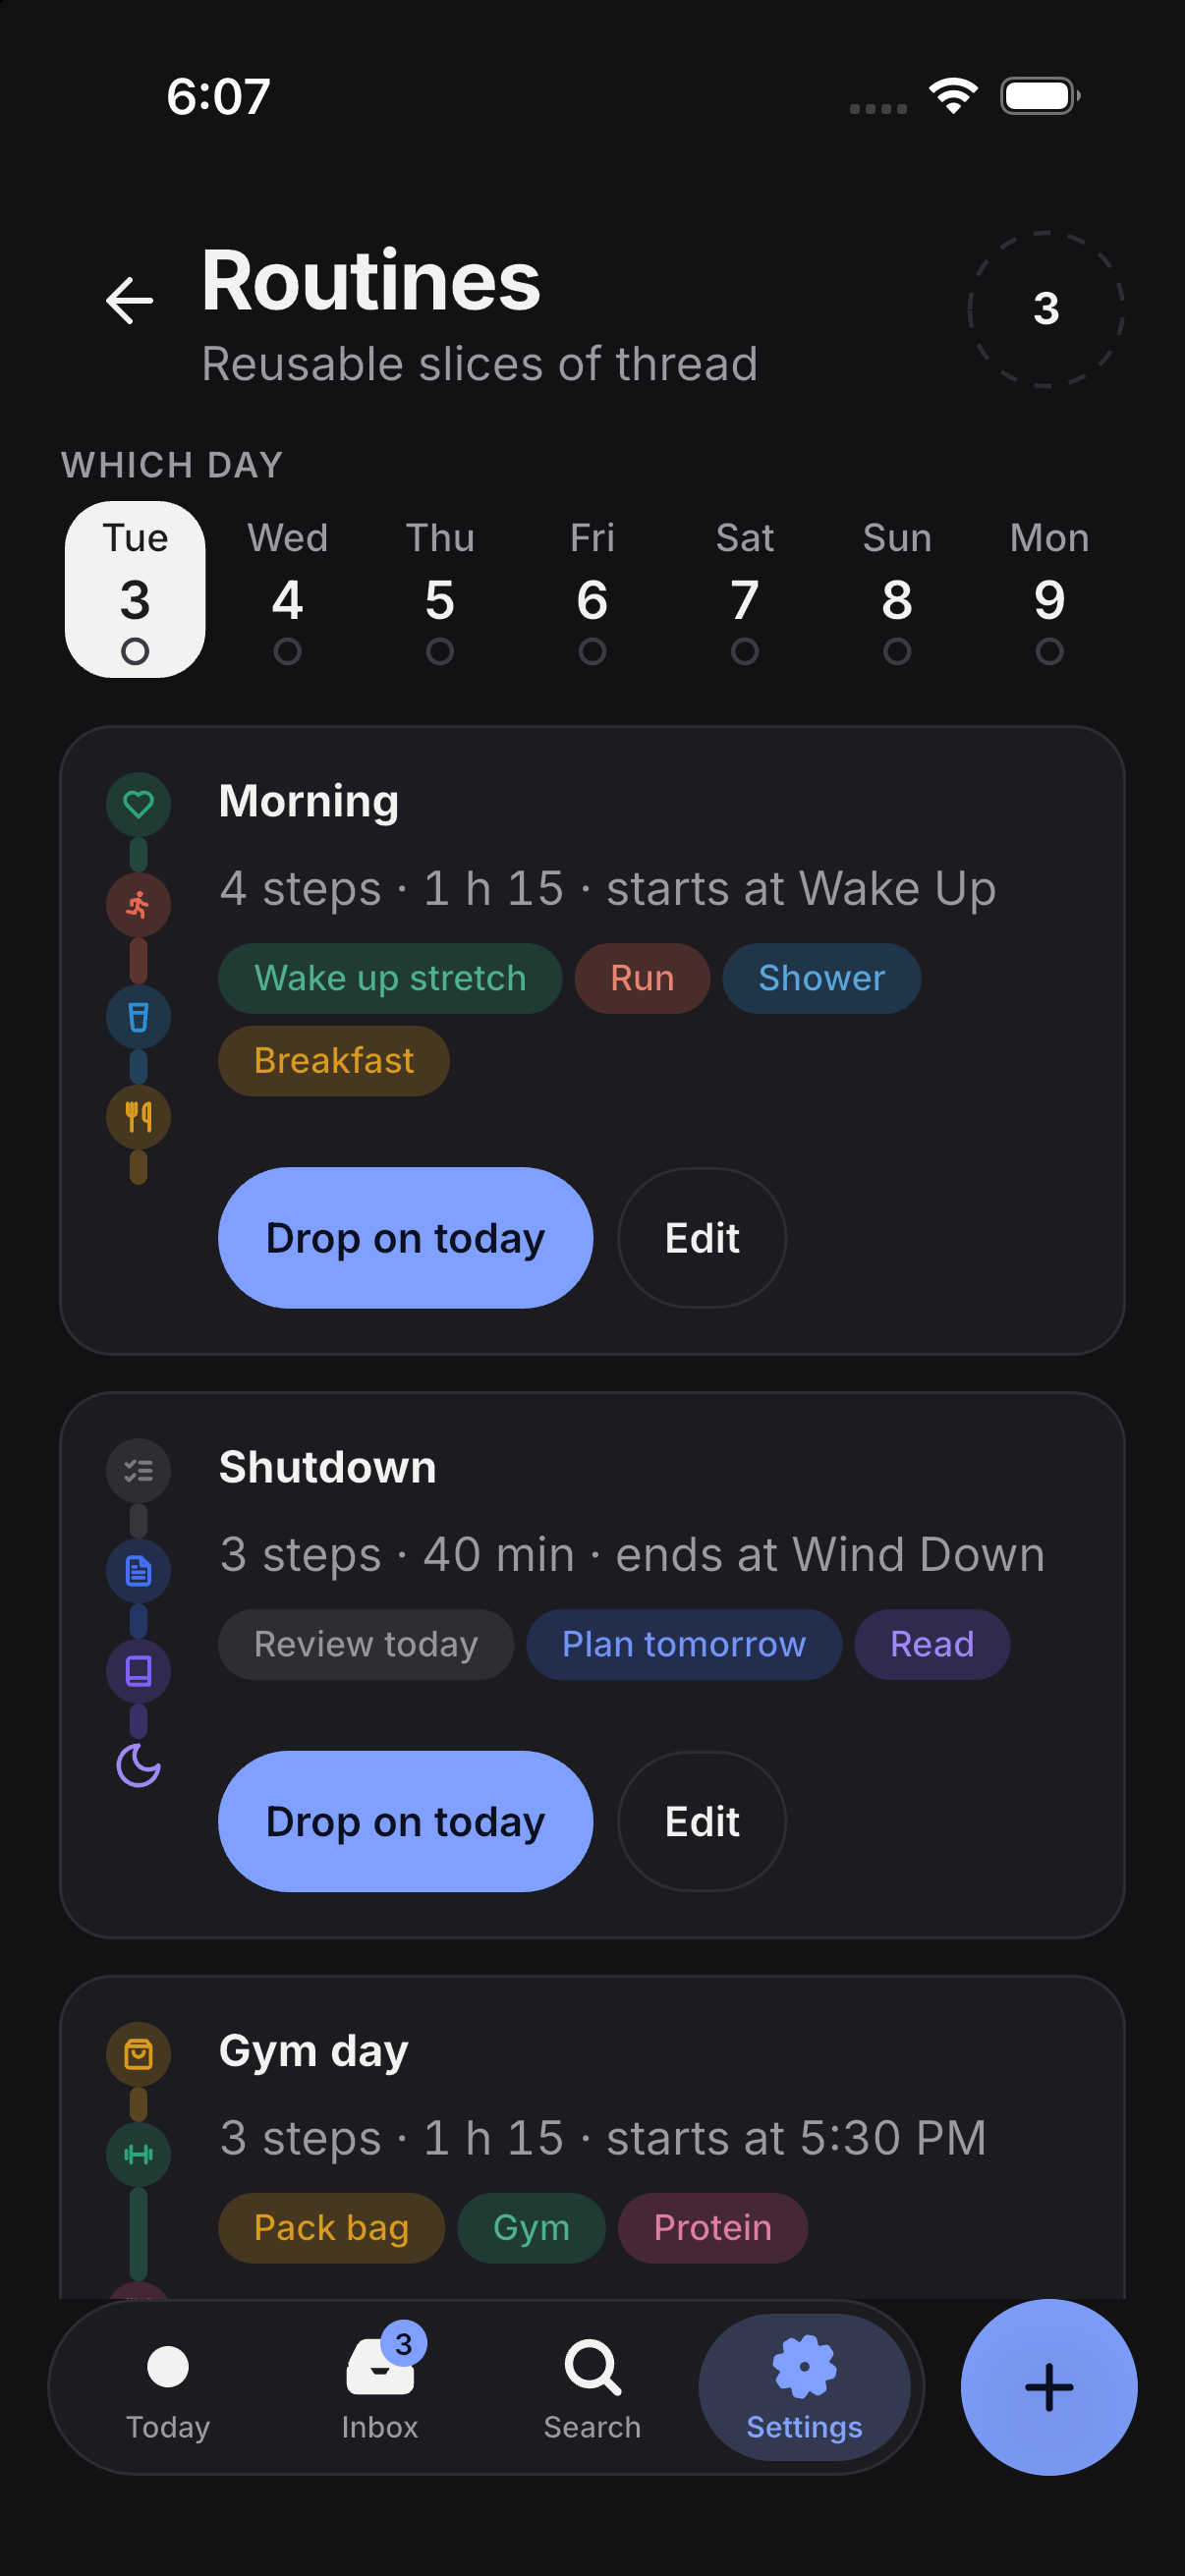 6:07
Routines
Reusable slices of thread
3
WHICH DAY
Tue Wed Thu Fri Sat Sun Mon
3 4 5 6 7 8 9
Morning
4 steps · 1 h 15 · starts at Wake Up
Wake up stretch Run Shower
Breakfast
Drop on today Edit
Shutdown
3 steps · 40 min · ends at Wind Down
Review today Plan tomorrow Read
Drop on today Edit
Gym day
3 steps · 1 h 15 · starts at 5:30 PM
Pack bag Gym Protein
3
Today Inbox Search Settings